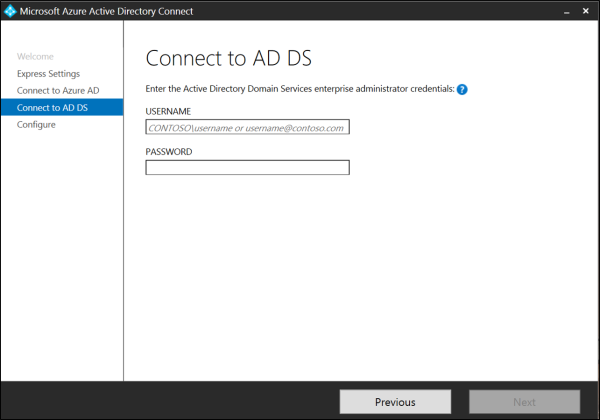 Microsoft Azure Active Directory Connect
Welcome
Express Settings
Connect to Azure AD
Connect to AD DS
Configure
Connect to AD DS
Enter the Active Directory Domain Services enterprise administrator credentials: ?
USERNAME
CONTOSO\username or username@contoso.com
PASSWORD
Previous
Next